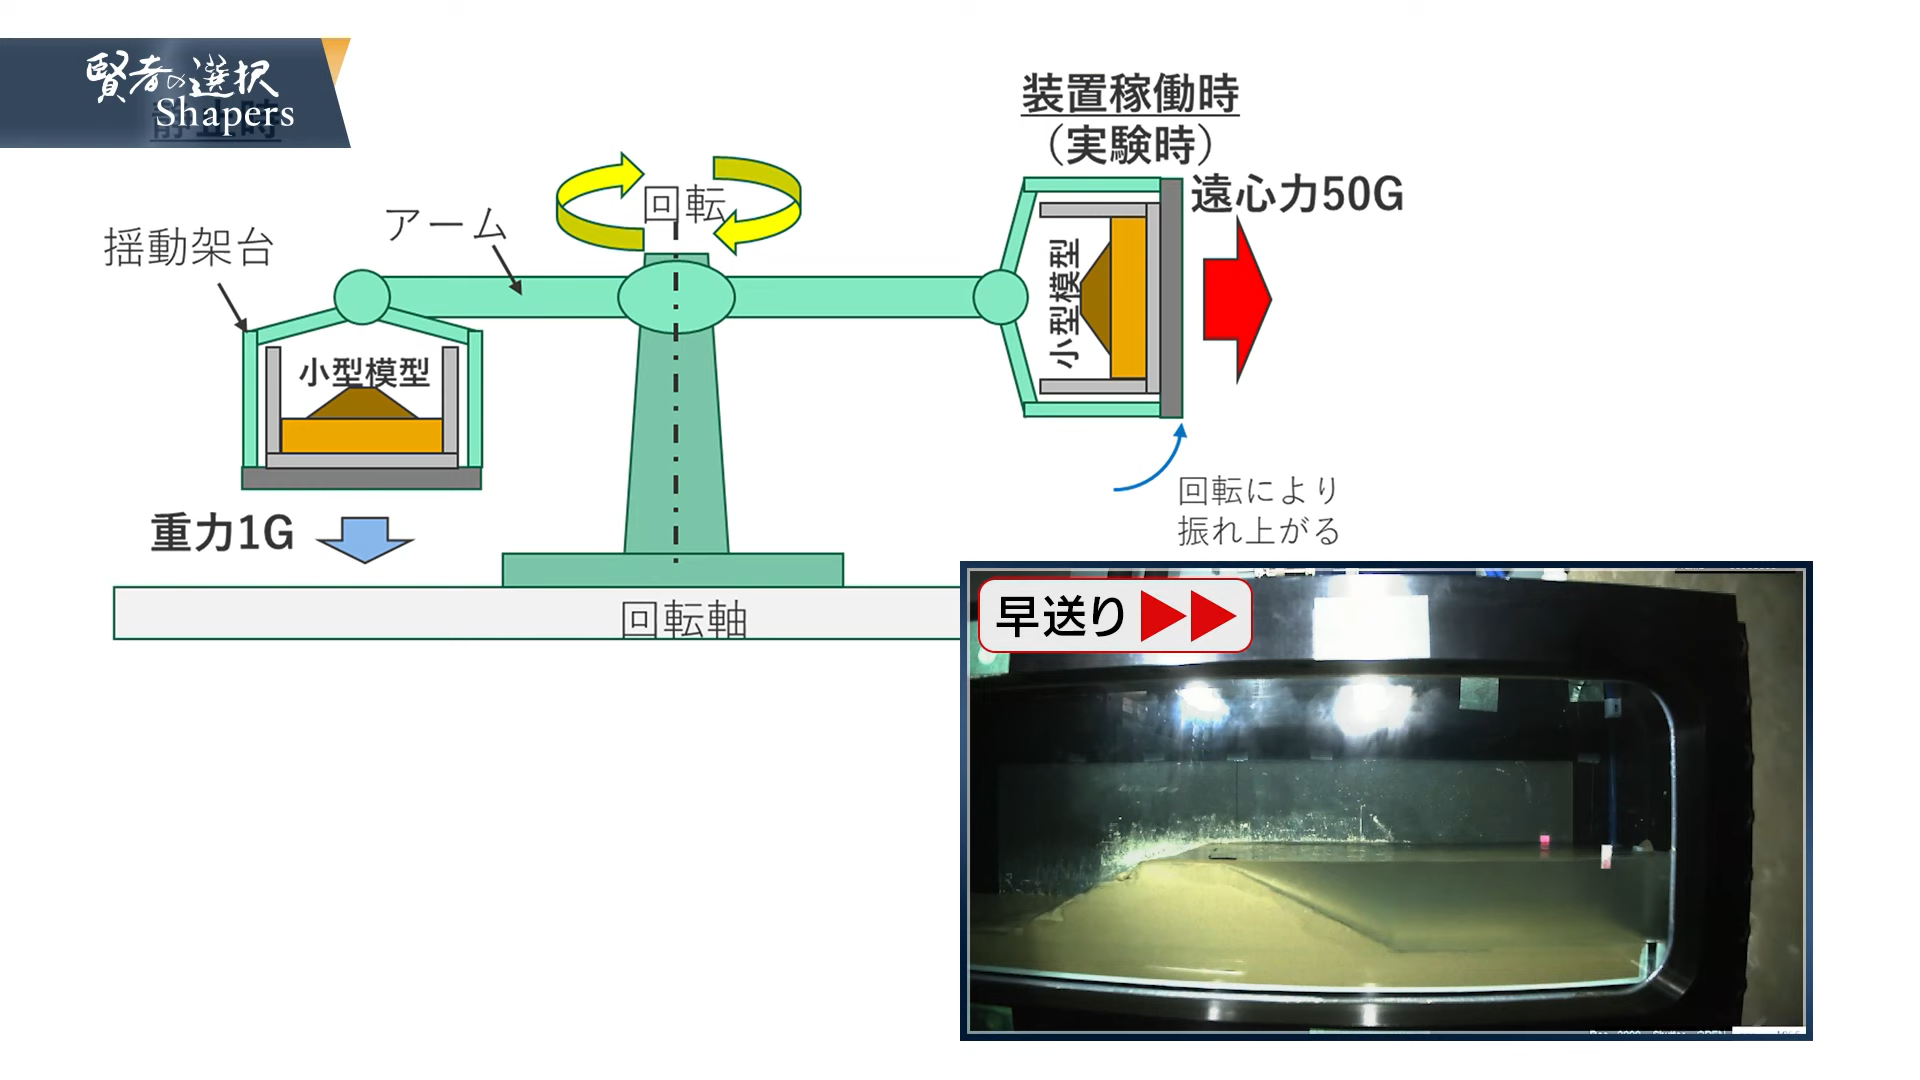 賢者の選択
Shapers
静止時
装置稼働時
（実験時）
遠心力50G
回転
アーム
揺動架台
小型模型
小型模型
回転により
振れ上がる
重力1G
回転軸
早送り